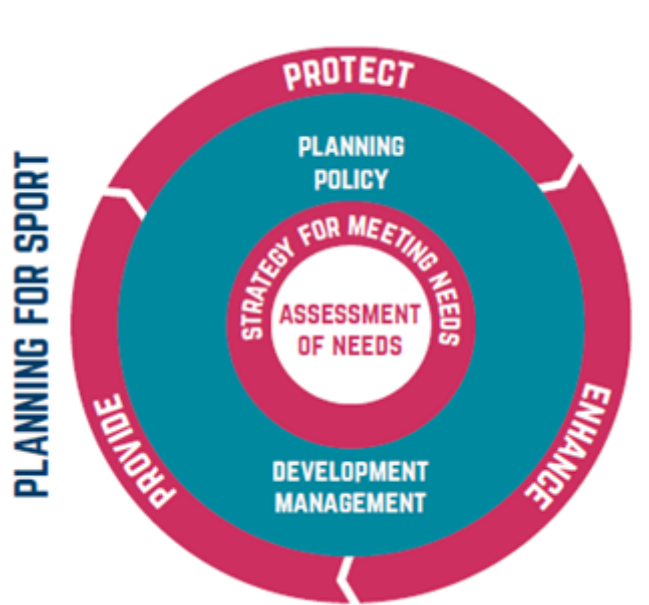 PLANNING FOR SPORT
PROTECT
PLANNING
POLICY
STRATEGY FOR MEETING NEEDS
ASSESSMENT
OF NEEDS
DEVELOPMENT
MANAGEMENT
PROVIDE
ENHANCE